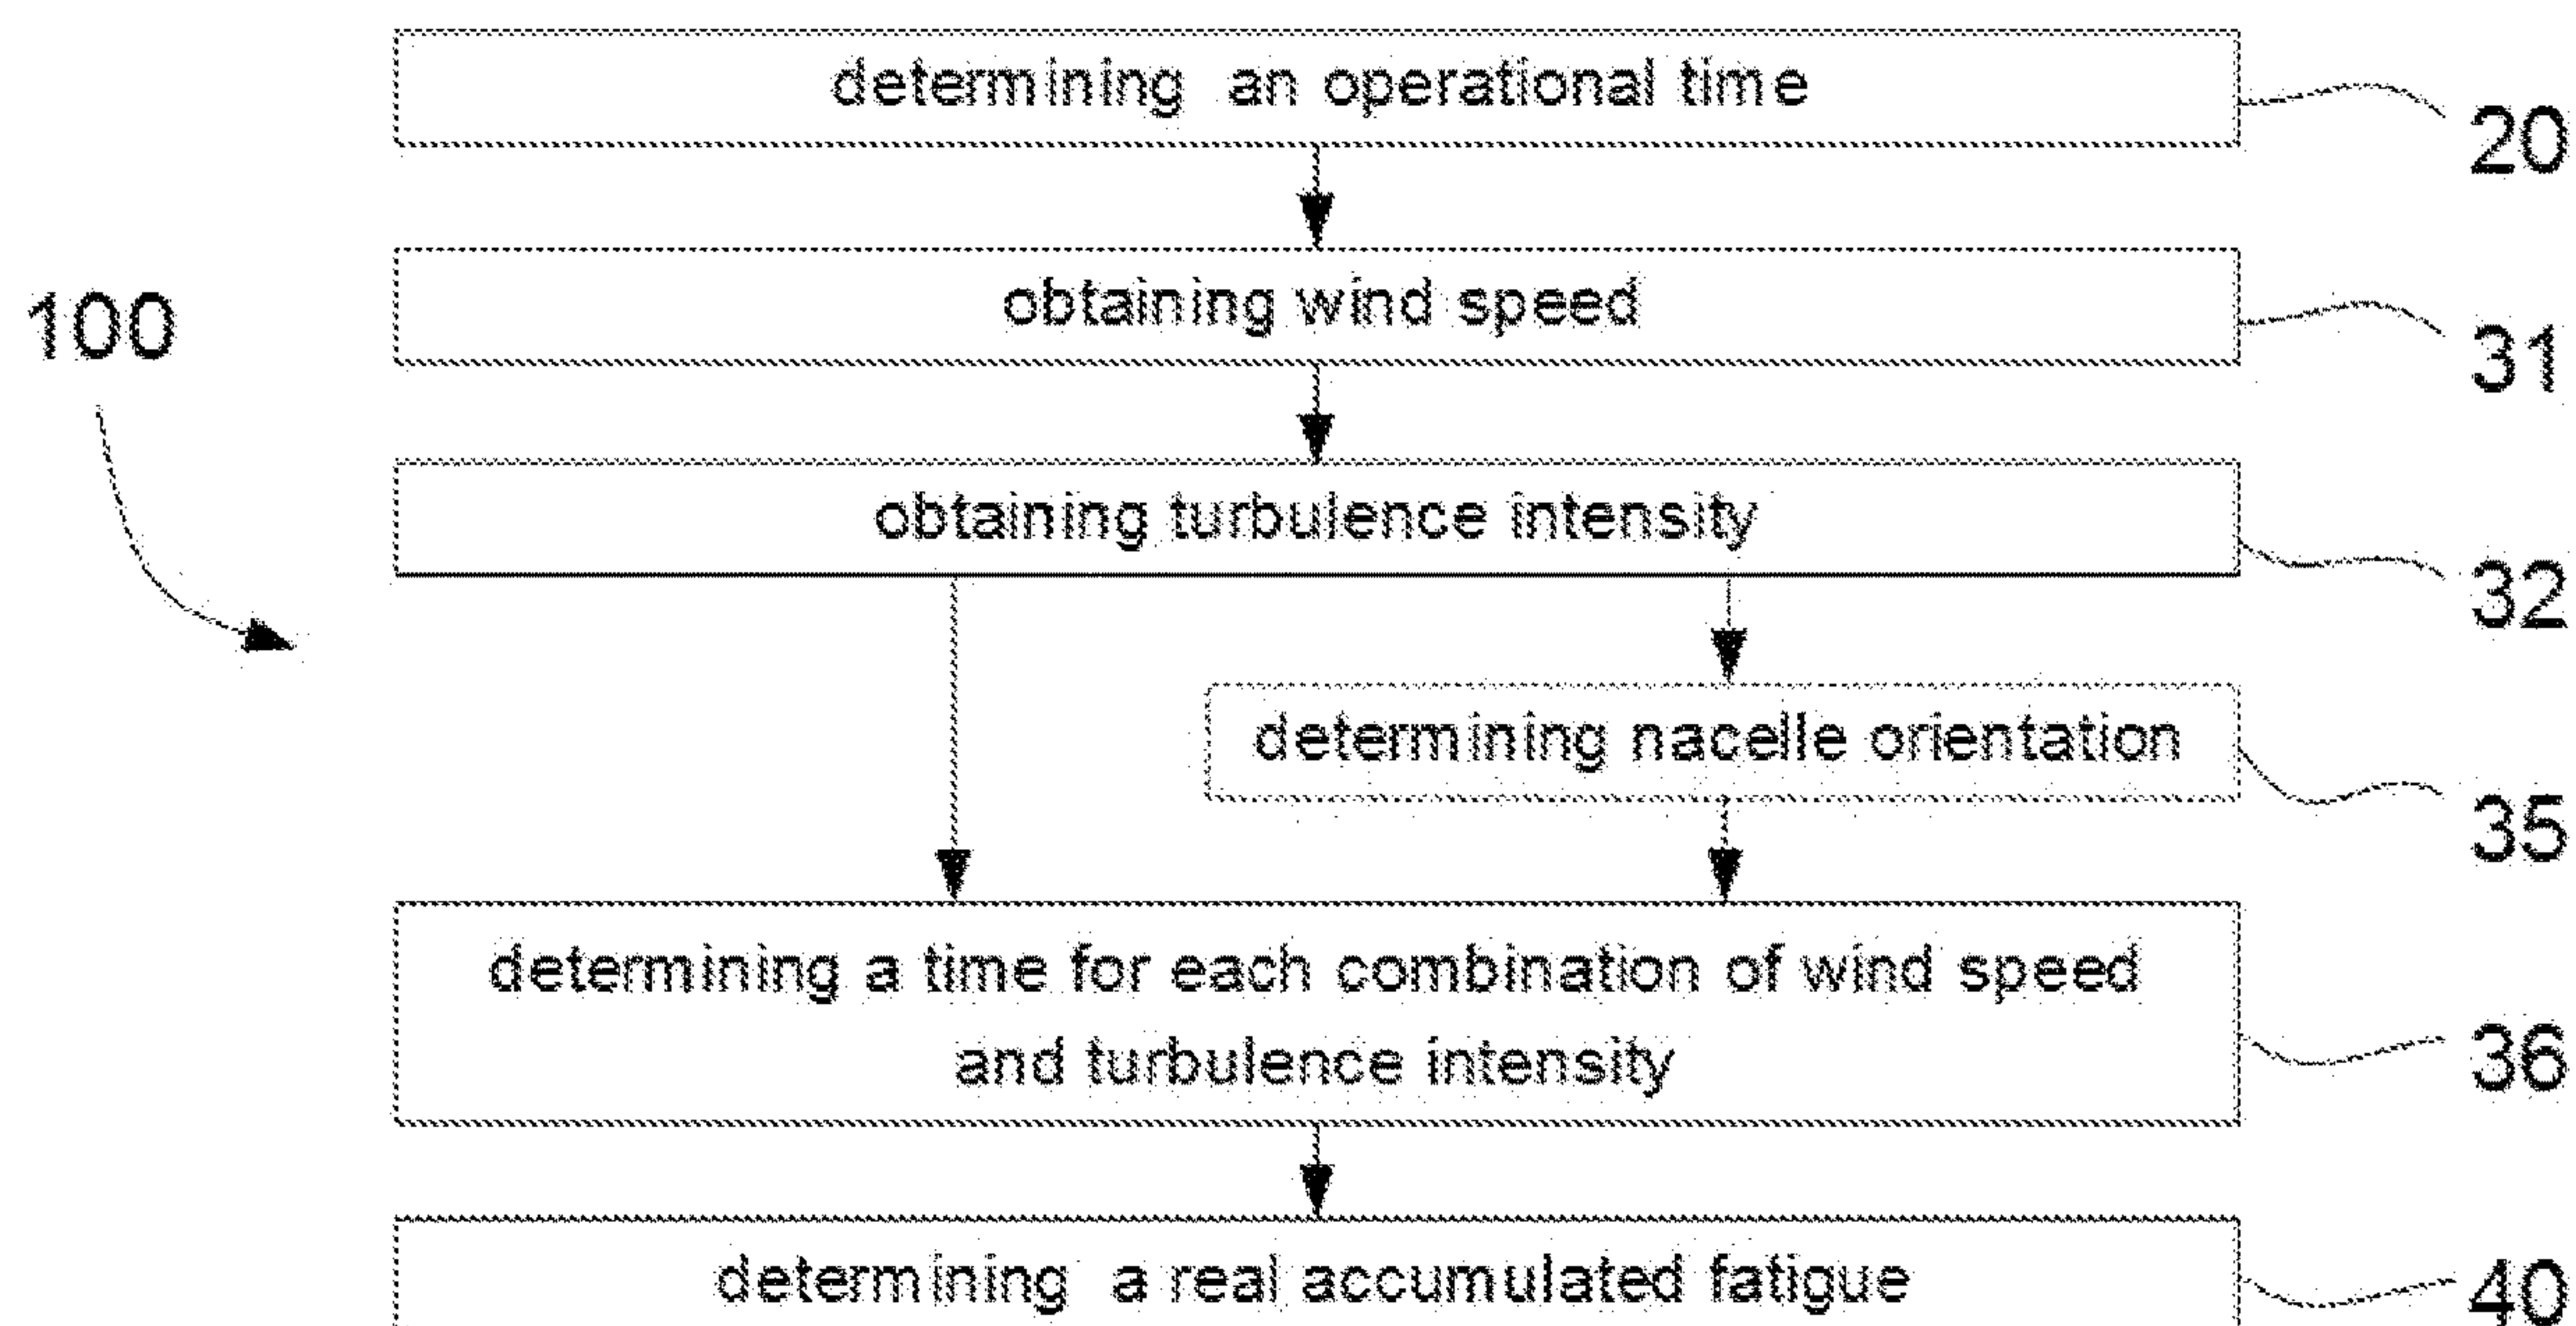 determining an operational time
20
obtaining wind speed
31
100
obtaining turbulence intensity
32
determining nacelle orientation
35
determining a time for each combination of wind speed
and turbulence intensity
36
determining a real accumulated fatigue
40